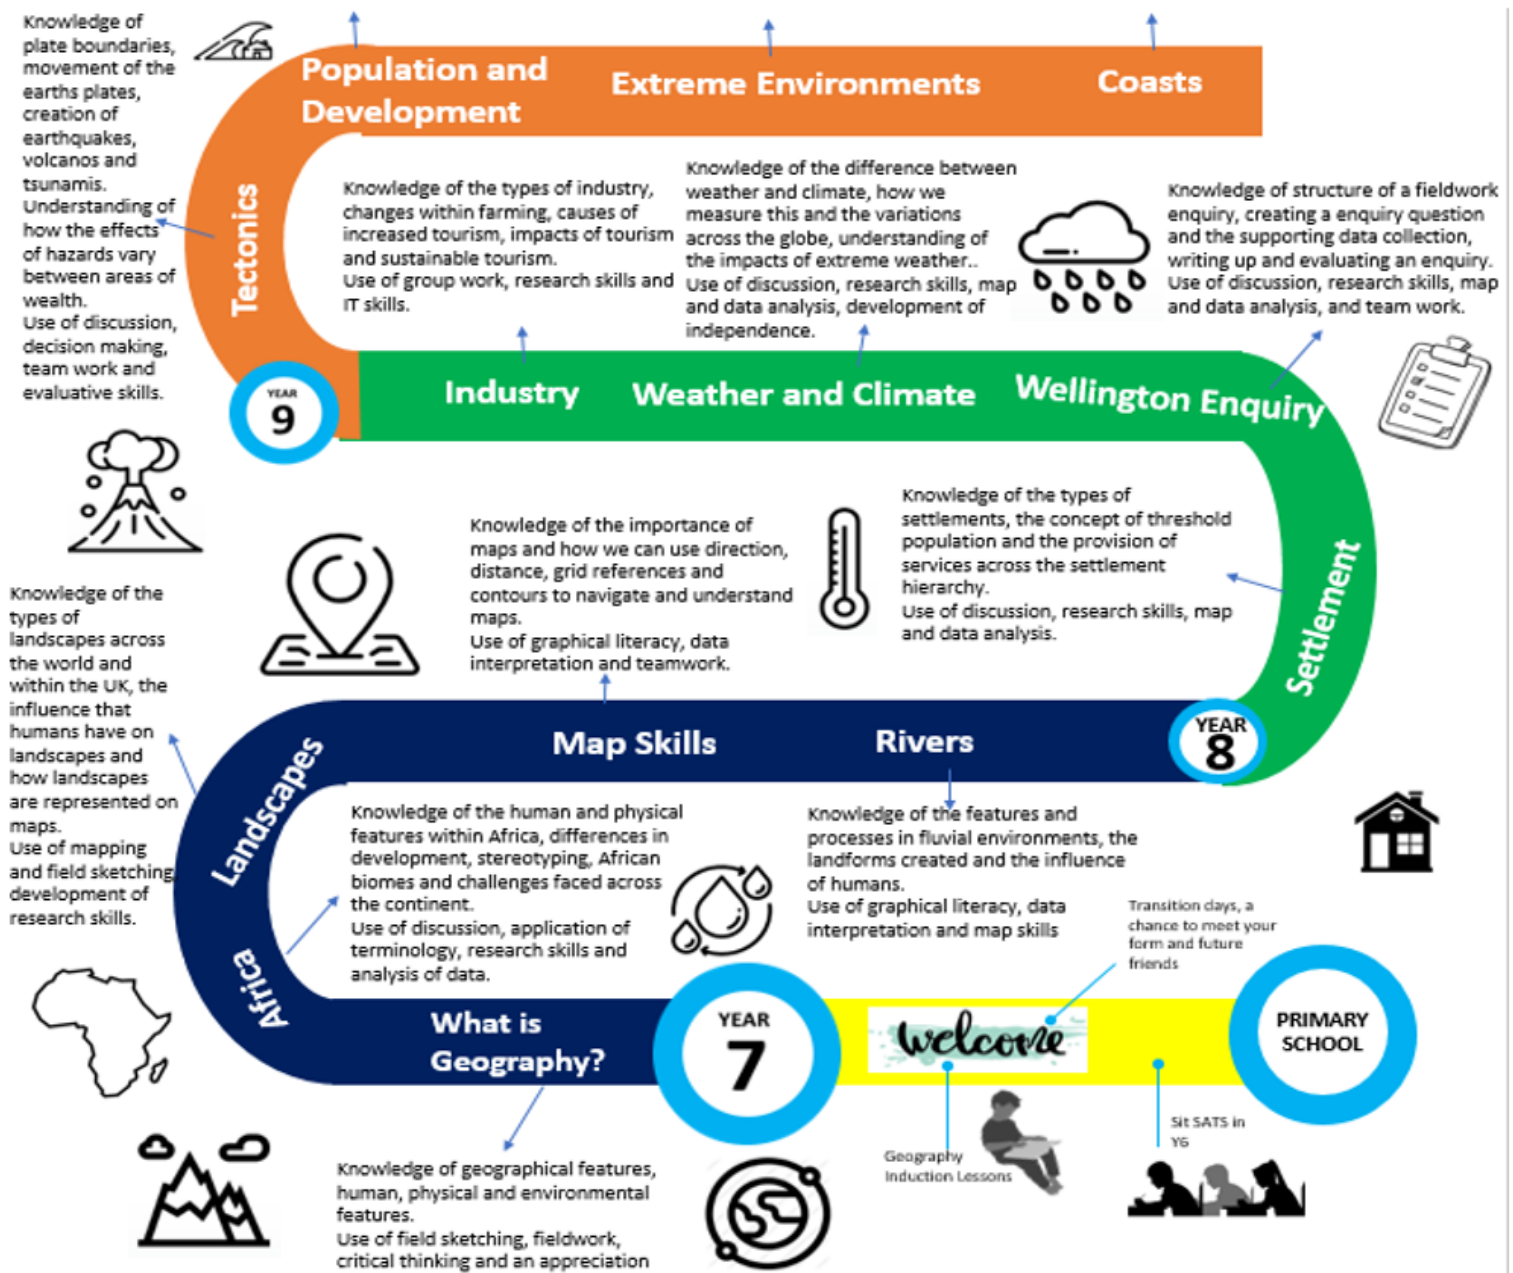 Knowledge of
plate boundaries,
movement of the
earths plates,
creation of
earthquakes,
volcanos and
tsunamis.
Understanding of
how the effects
of hazards vary
between areas of
wealth.
Use of discussion,
decision making,
team work and
evaluative skills.
Population and
Development
Extreme Environments
Coasts
Tectonics
Knowledge of the types of industry,
changes within farming, causes of
increased tourism, impacts of tourism
and sustainable tourism.
Use of group work, research skills and
IT skills.
Knowledge of the difference between
weather and climate, how we
measure this and the variations
across the globe, understanding of
the impacts of extreme weather..
Use of discussion, research skills, map
and data analysis, development of
independence.
Knowledge of structure of a fieldwork
enquiry, creating a enquiry question
and the supporting data collection,
writing up and evaluating an enquiry.
Use of discussion, research skills, map
and data analysis, and team work.
YEAR
9
Industry
Weather and Climate
Wellington Enquiry
Knowledge of the importance of
maps and how we can use direction,
distance, grid references and
contours to navigate and understand
maps.
Use of graphical literacy, data
interpretation and teamwork.
Knowledge of the types of
settlements, the concept of threshold
population and the provision of
services across the settlement
hierarchy.
Use of discussion, research skills, map
and data analysis.
Settlement
Knowledge of the
types of
landscapes across
the world and
within the UK, the
influence that
humans have on
landscapes and
how landscapes
are represented on
maps.
Use of mapping
and field sketching
development of
research skills.
Landscapes
Map Skills
Rivers
YEAR
8
Knowledge of the human and physical
features within Africa, differences in
development, stereotyping, African
biomes and challenges faced across
the continent.
Use of discussion, application of
terminology, research skills and
analysis of data.
Knowledge of the features and
processes in fluvial environments, the
landforms created and the influence
of humans.
Use of graphical literacy, data
interpretation and map skills
Transition days, a
chance to meet your
form and future
friends
Africa
What is
Geography?
YEAR
7
welcome
PRIMARY
SCHOOL
Geography
Induction Lessons
Sit SATS in
Y6
Knowledge of geographical features,
human, physical and environmental
features.
Use of field sketching, fieldwork,
critical thinking and an appreciation